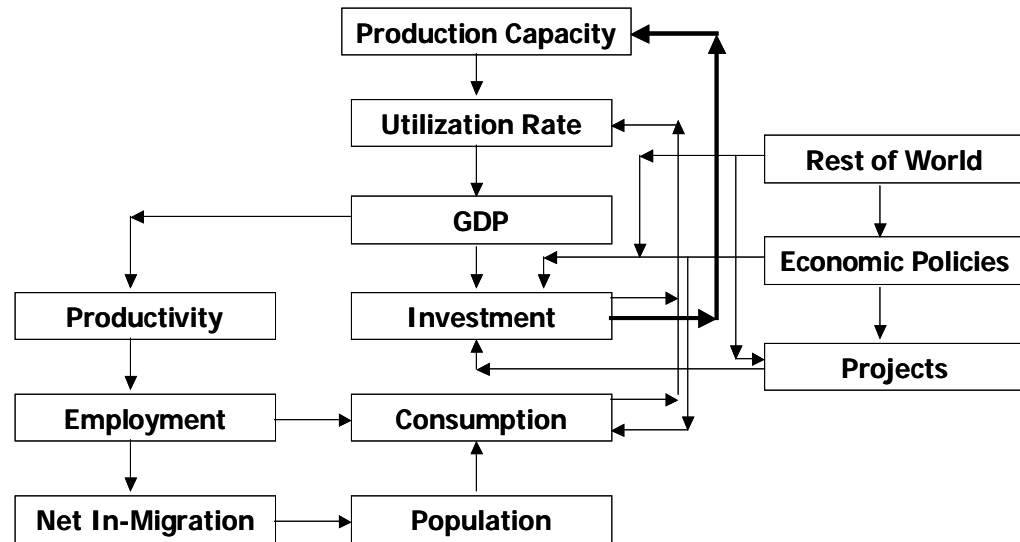 Production Capacity
Utilization Rate
Rest of World
GDP
Economic Policies
Productivity
Investment
Projects
Employment
Consumption
Net In-Migration
Population